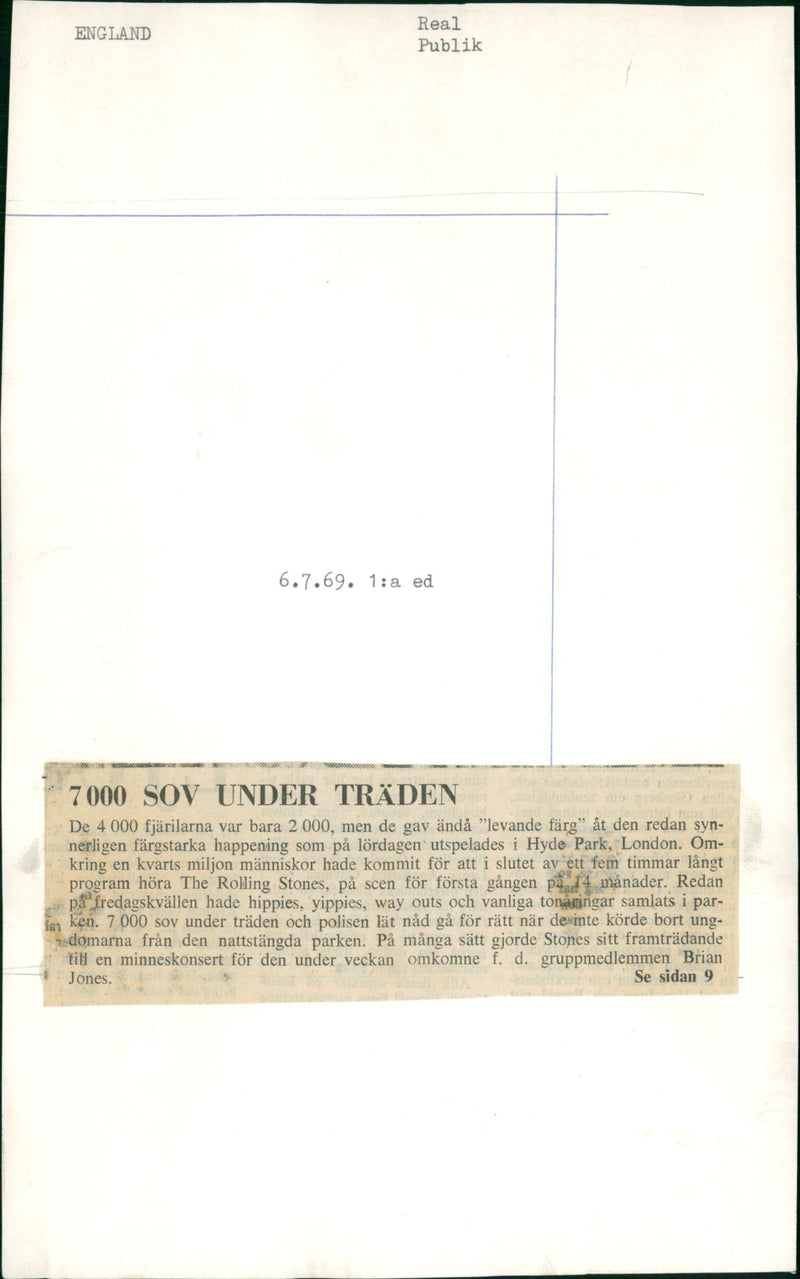 ENGLAND
Real
Publik
6.7.69. 1:a ed
7000 SOV UNDER TRÄDEN
De 4 000 fjärilarna var bara 2 000, men de gav ändå ”levande färg” åt den redan syn-
nerligen färgstarka happening som på lördagen utspelades i Hyde Park, London. Om-
kring en kvarts miljon människor hade kommit för att i slutet av ett fem timmar långt
program höra The Rolling Stones, på scen för första gången på 14 månader. Redan
på fredagskvällen hade hippies, yippies, way outs och vanliga tonåringar samlats i par-
ken. 7 000 sov under träden och polisen lät nåd gå för rätt när de inte körde bort ung-
domarna från den nattstängda parken. På många sätt gjorde Stones sitt framträdande
till en minneskonsert för den under veckan omkomne f. d. gruppmedlemmen Brian
Jones.
Se sidan 9